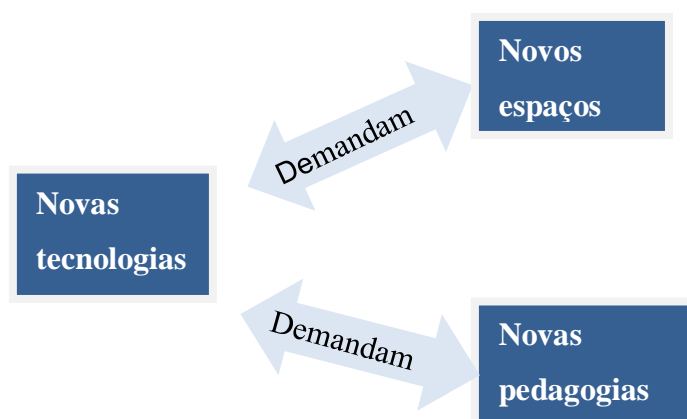 Novos
espaços
Demandam
Novas
tecnologias
Demandam
Novas
pedagogias